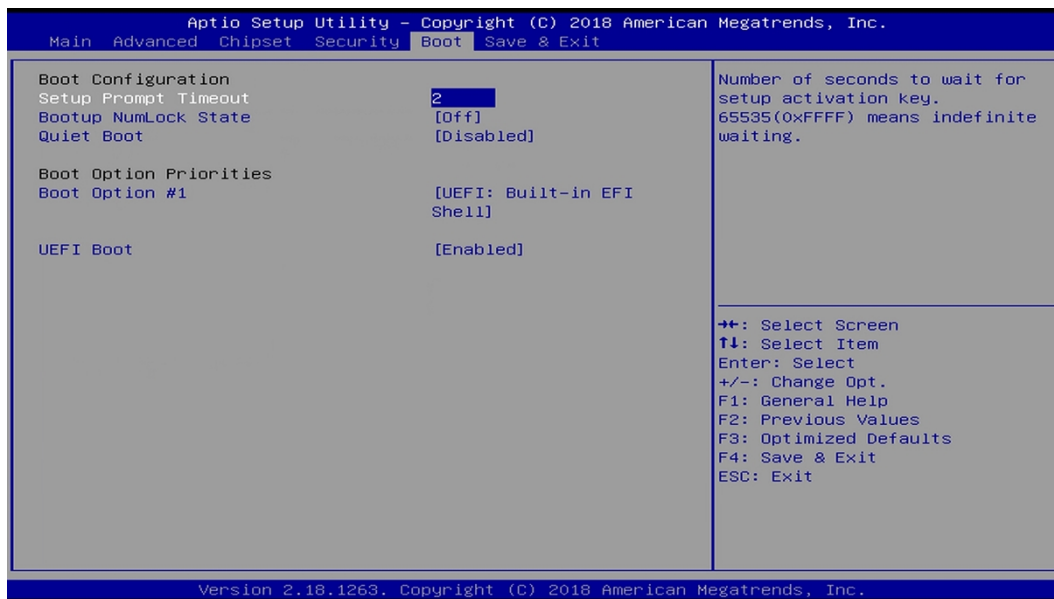 Aptio Setup Utility – Copyright (C) 2018 American Megatrends, Inc.
Main Advanced Chipset Security Boot Save & Exit
Boot Configuration
Setup Prompt Timeout 2
Bootup NumLock State [Off]
Quiet Boot [Disabled]
Boot Option Priorities
Boot Option #1 [UEFI: Built-in EFI
Shell]
UEFI Boot [Enabled]
Number of seconds to wait for
setup activation key.
65535(0xFFFF) means indefinite
waiting.
→←: Select Screen
↑↓: Select Item
Enter: Select
+/-: Change Opt.
F1: General Help
F2: Previous Values
F3: Optimized Defaults
F4: Save & Exit
ESC: Exit
Version 2.18.1263. Copyright (C) 2018 American Megatrends, Inc.